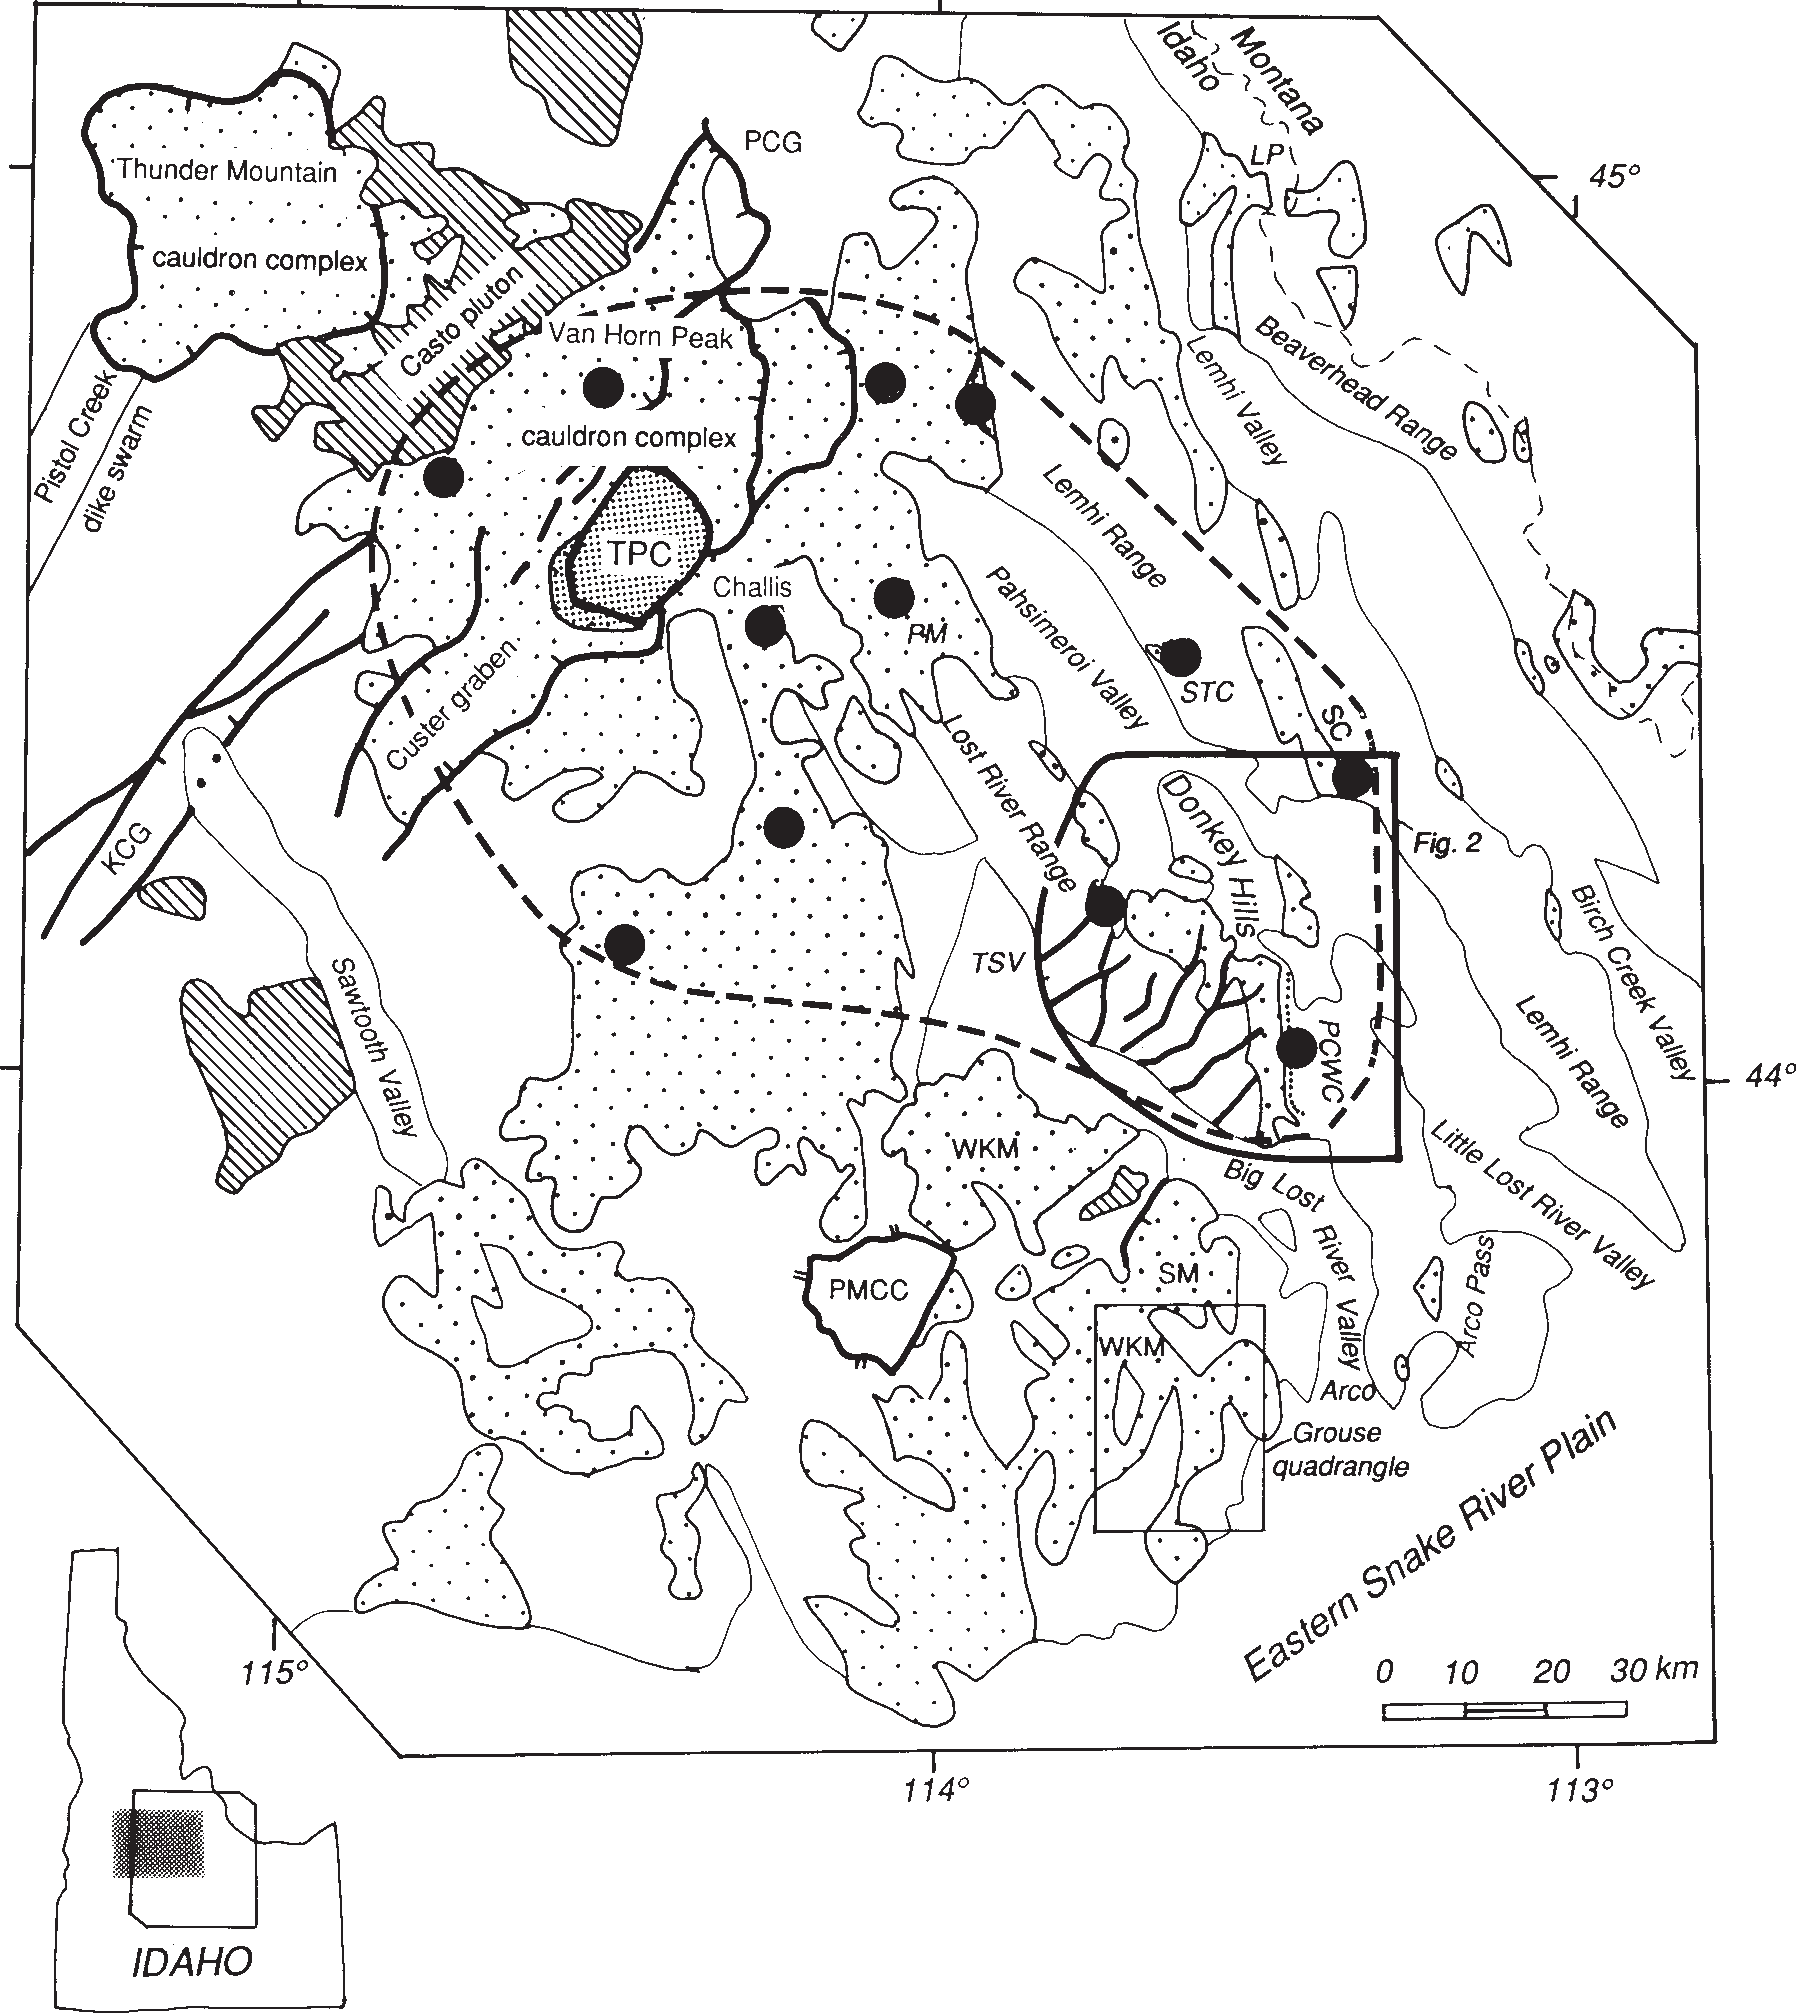 Idaho
Montana
PCG
LP
45°
Thunder Mountain
cauldron complex
Casto pluton
Van Horn Peak
cauldron complex
Lemhi Valley
Beaverhead Range
Pistol Creek
dike swarm
Lemhi Range
TPC
Challis
RM
Pahsimeroi Valley
STC
SC
Custer graben
Lost River Range
Donkey Hills
Fig. 2
KCG
Birch Creek Valley
TSV
Sawtooth Valley
PCWC
Lemhi Range
44°
WKM
Little Lost River Valley
Big Lost
River Valley
SM
PMCC
Arco Pass
WKM
Arco
Grouse
quadrangle
Eastern Snake River Plain
115°
0 10 20 30 km
114°
113°
IDAHO